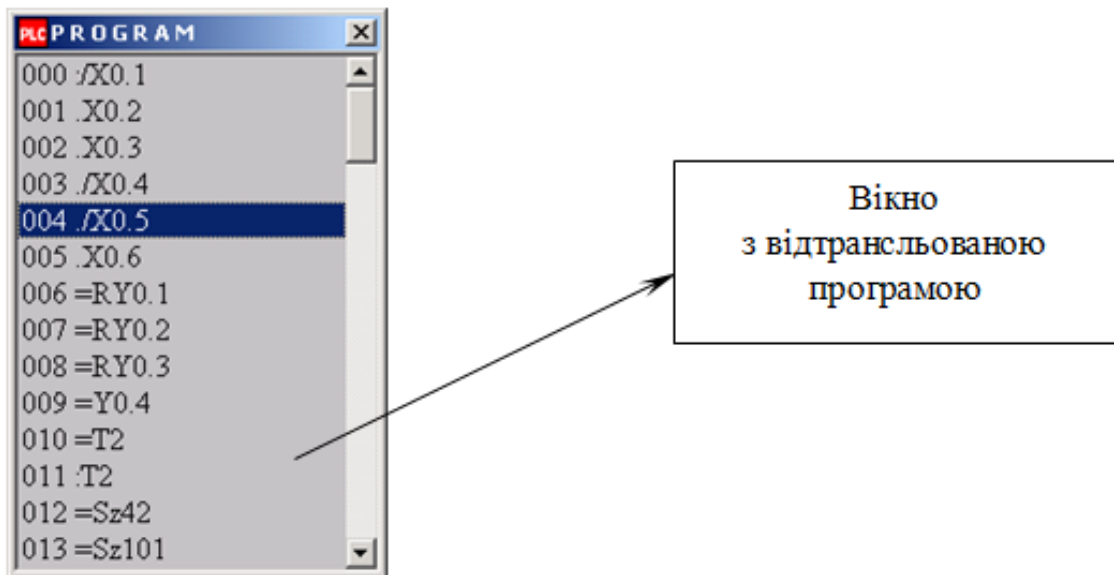 PLC PROGRAM
000 :/X0.1
001 .X0.2
002 .X0.3
003 ./X0.4
004 ./X0.5
005 .X0.6
006 =RY0.1
007 =RY0.2
008 =RY0.3
009 =Y0.4
010 =T2
011 :T2
012 =Sz42
013 =Sz101
Вікно
з відтрансльованою
програмою